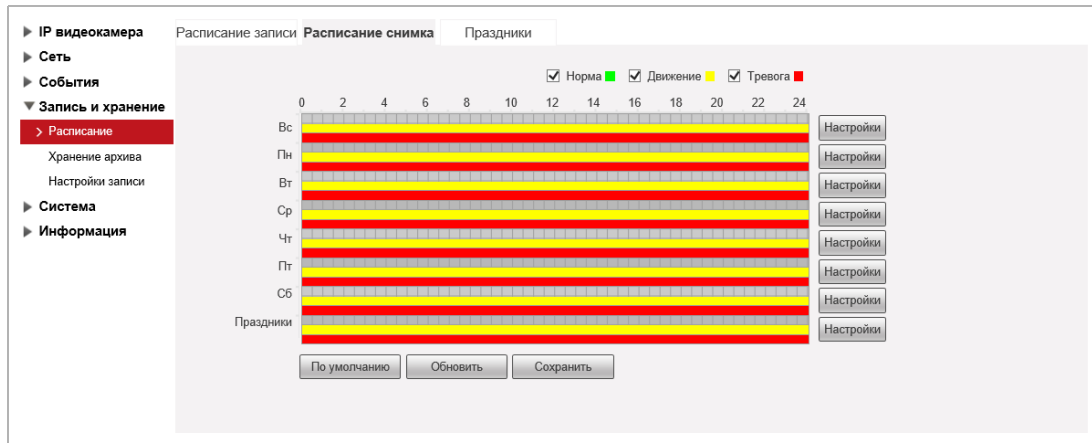 IP видеокамера
Сеть
События
Запись и хранение
Расписание
Хранение архива
Настройки записи
Система
Информация
Расписание записи Расписание снимка Праздники
Норма Движение Тревога
0 2 4 6 8 10 12 14 16 18 20 22 24
Вс Настройки
Пн Настройки
Вт Настройки
Ср Настройки
Чт Настройки
Пт Настройки
Сб Настройки
Праздники Настройки
По умолчанию Обновить Сохранить